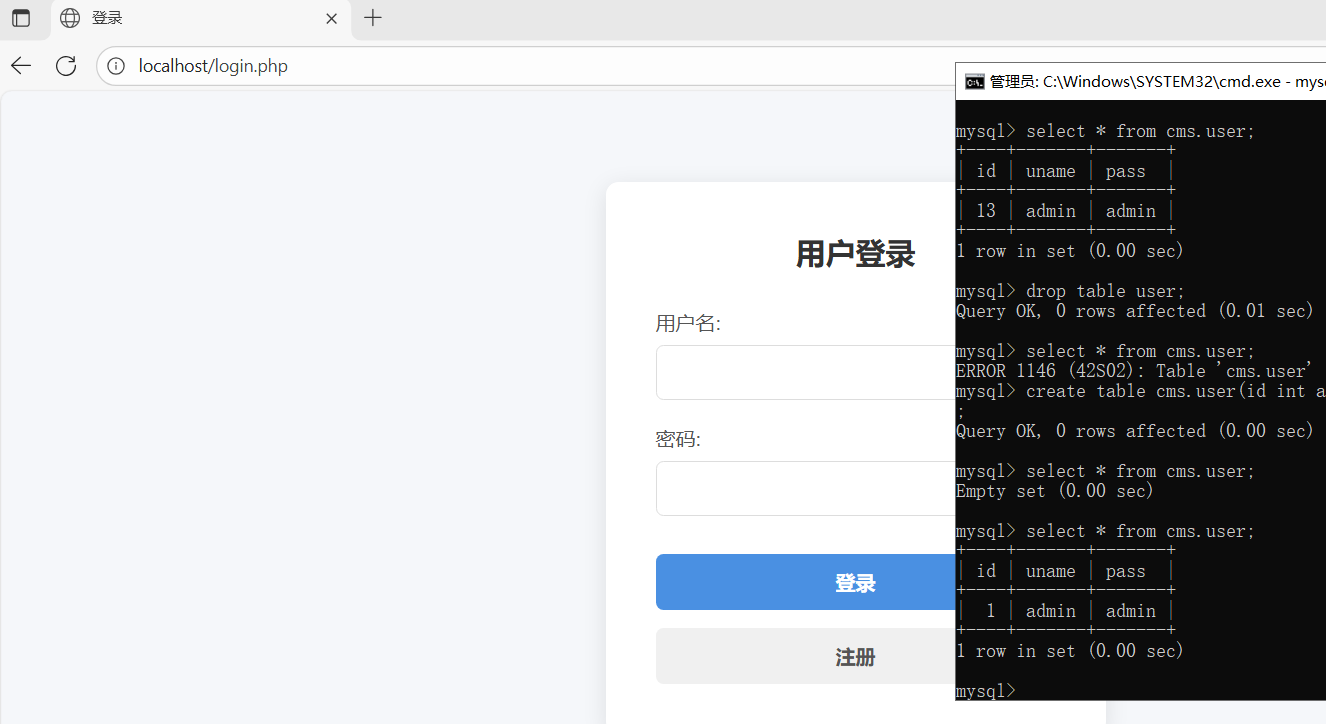 登录
localhost/login.php
用户登录
用户名:
密码:
登录
注册
管理员: C:\Windows\SYSTEM32\cmd.exe - mys
mysql> select * from cms.user;
+----+-------+-------+
| id | uname | pass  |
+----+-------+-------+
| 13 | admin | admin |
+----+-------+-------+
1 row in set (0.00 sec)
mysql> drop table user;
Query OK, 0 rows affected (0.01 sec)
mysql> select * from cms.user;
ERROR 1146 (42S02): Table 'cms.user'
mysql> create table cms.user(id int a
;
Query OK, 0 rows affected (0.00 sec)
mysql> select * from cms.user;
Empty set (0.00 sec)
mysql> select * from cms.user;
+----+-------+-------+
| id | uname | pass  |
+----+-------+-------+
|  1 | admin | admin |
+----+-------+-------+
1 row in set (0.00 sec)
mysql>